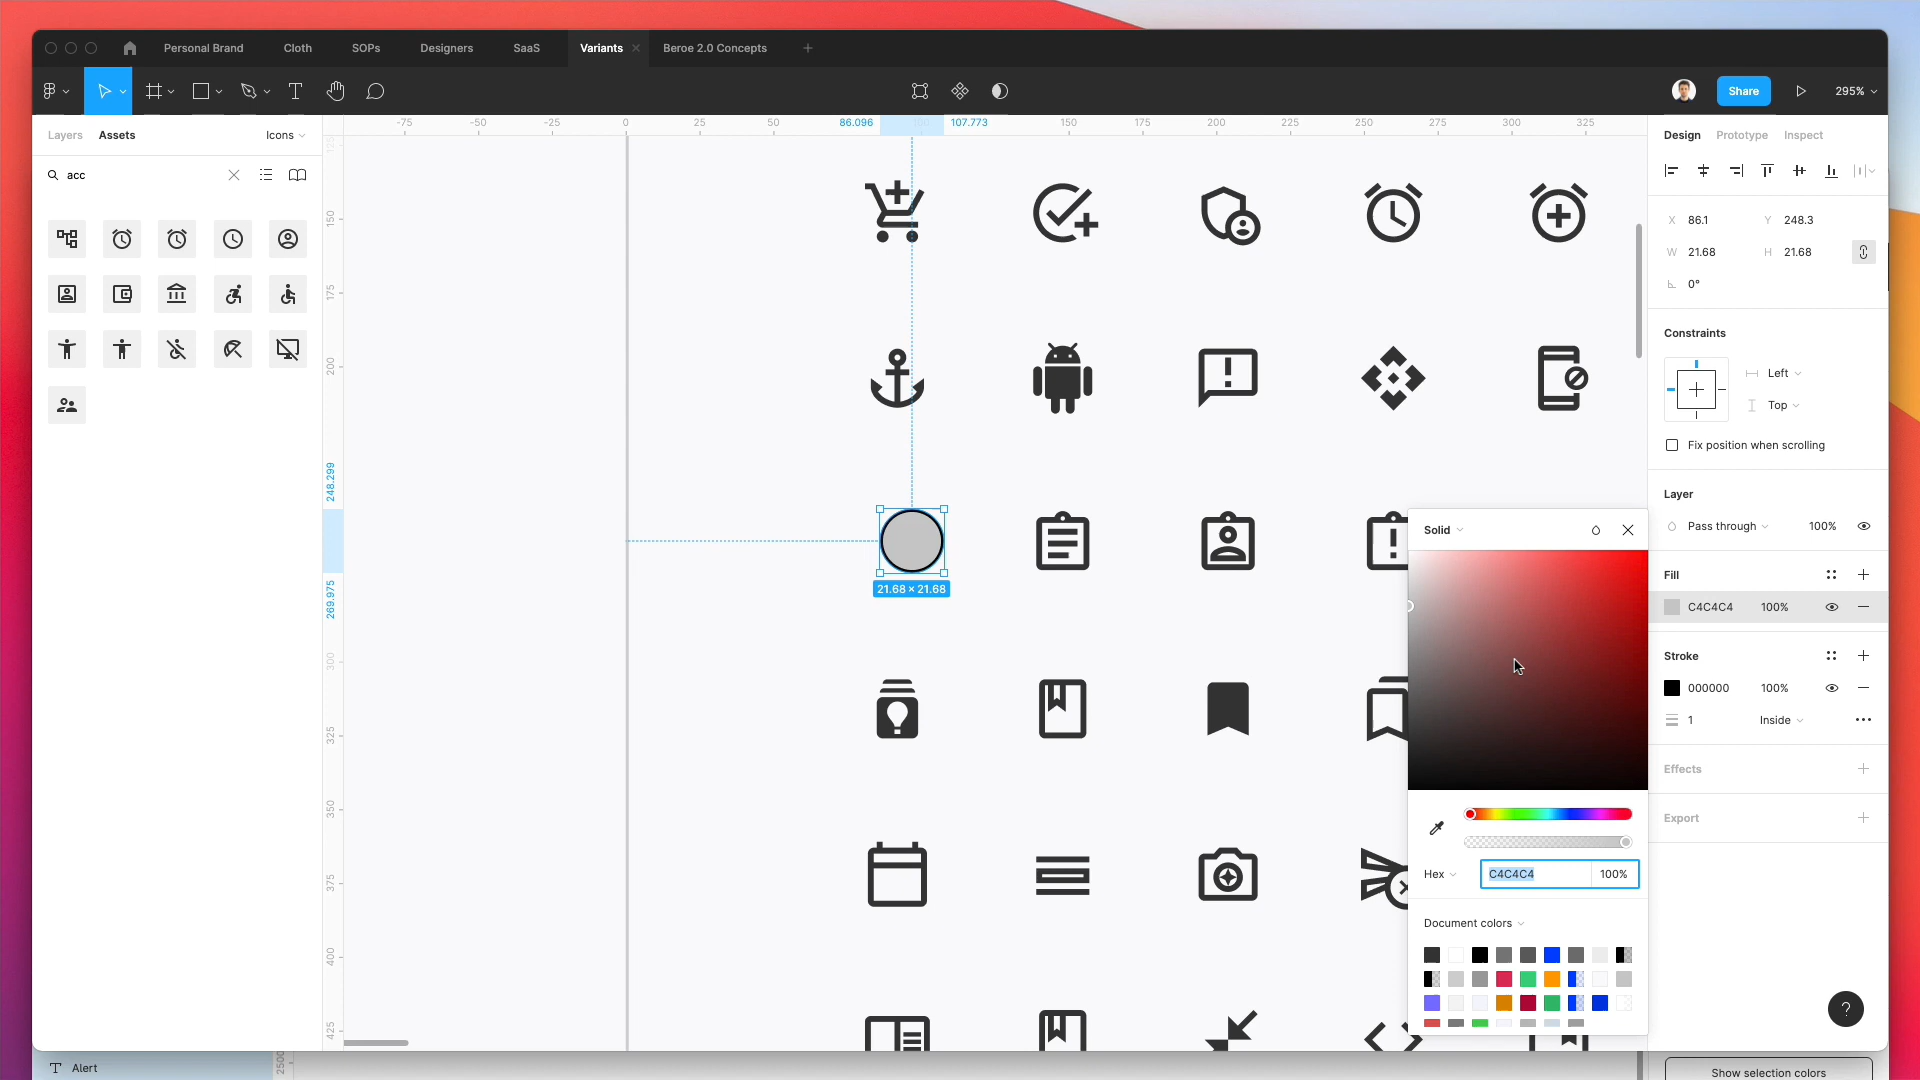 Personal Brand Cloth SOPs Designers SaaS Variants Beroe 2.0 Concepts
Share 295%
Layers Assets Icons
acc
-75 -50 -25 0 25 50 86.096 100 107.773 150 175 200 225 250 275 300 325
150
175
200
248.299
269.975
300
325
350
375
400
425
21.68 × 21.68
Design Prototype Inspect
X 86.1 Y 248.3
W 21.68 H 21.68
0°
Constraints
Left
Top
Fix position when scrolling
Layer
Pass through 100%
Fill
C4C4C4 100%
Stroke
000000 100%
1 Inside
Effects
Export
Solid
Hex C4C4C4 100%
Document colors
?
Alert
2500
Show selection colors